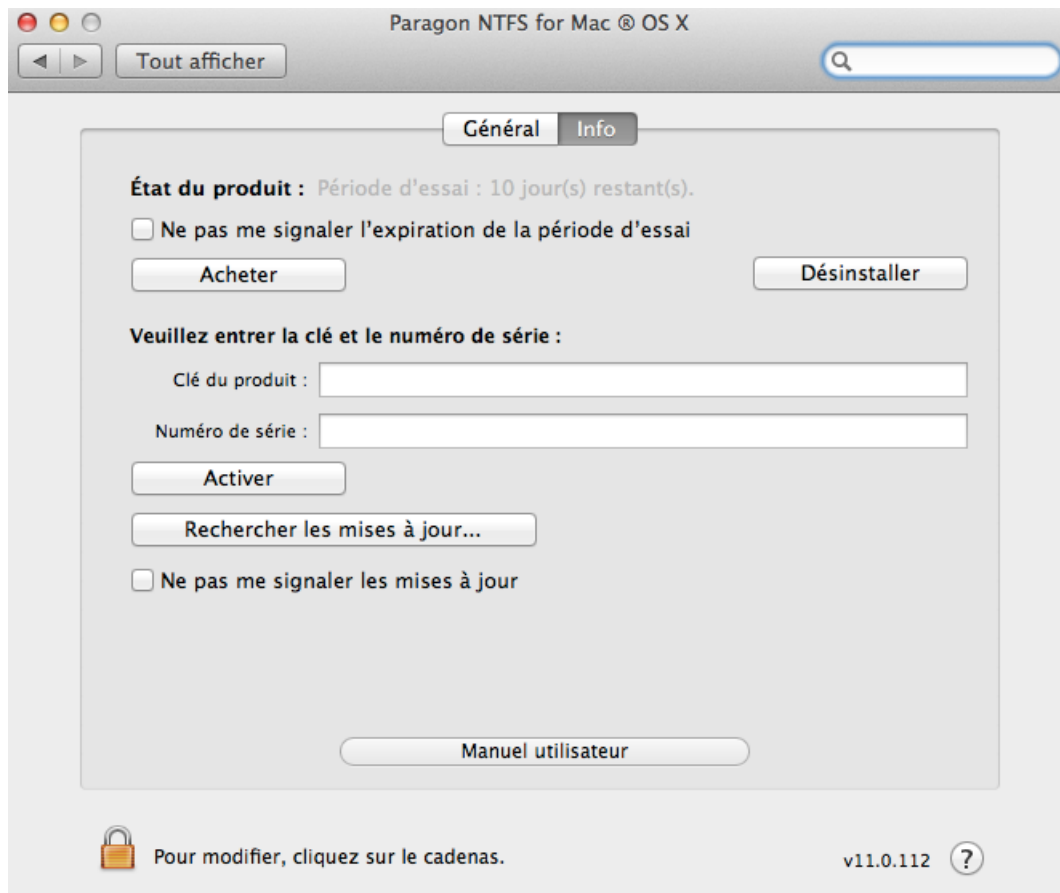 Paragon NTFS for Mac ® OS X
Tout afficher
Général Info
État du produit : Période d'essai : 10 jour(s) restant(s).
Ne pas me signaler l'expiration de la période d'essai
Acheter Désinstaller
Veuillez entrer la clé et le numéro de série :
Clé du produit :
Numéro de série :
Activer
Rechercher les mises à jour...
Ne pas me signaler les mises à jour
Manuel utilisateur
Pour modifier, cliquez sur le cadenas. v11.0.112 ?